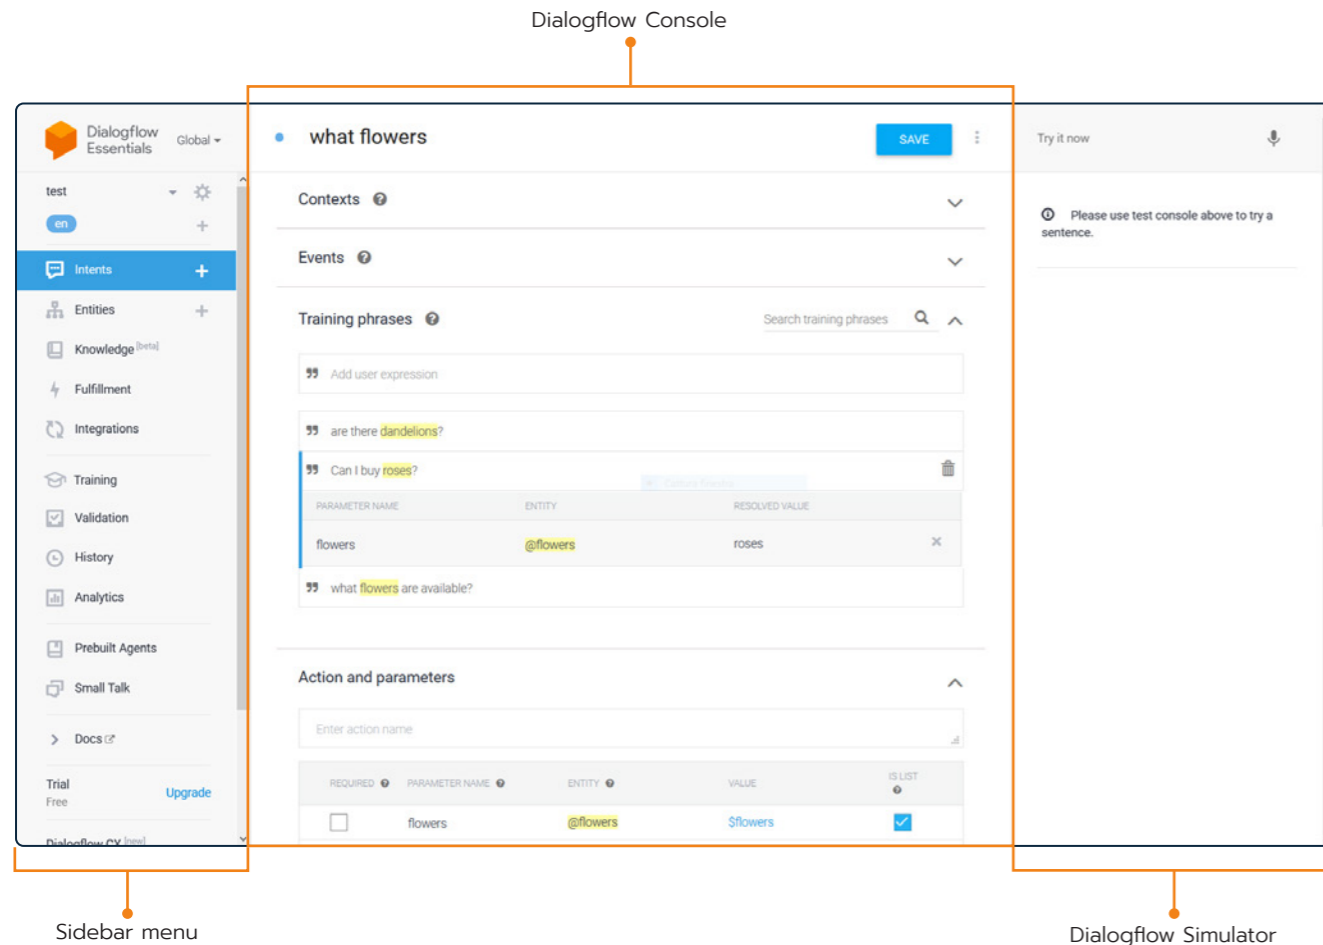 Dialogflow Console
Dialogflow
Essentials
Global
test
en
Intents
Entities
Knowledge [beta]
Fulfillment
Integrations
Training
Validation
History
Analytics
Prebuilt Agents
Small Talk
Docs
Trial
Free
Upgrade
Dialogflow CX [new]
what flowers
SAVE
Contexts
Events
Training phrases
Search training phrases
Add user expression
are there dandelions?
Can I buy roses?
PARAMETER NAME ENTITY RESOLVED VALUE
flowers @flowers roses
what flowers are available?
Action and parameters
Enter action name
REQUIRED PARAMETER NAME ENTITY VALUE IS LIST
flowers @flowers $flowers
Try it now
Please use test console above to try a
sentence.
Sidebar menu
Dialogflow Simulator